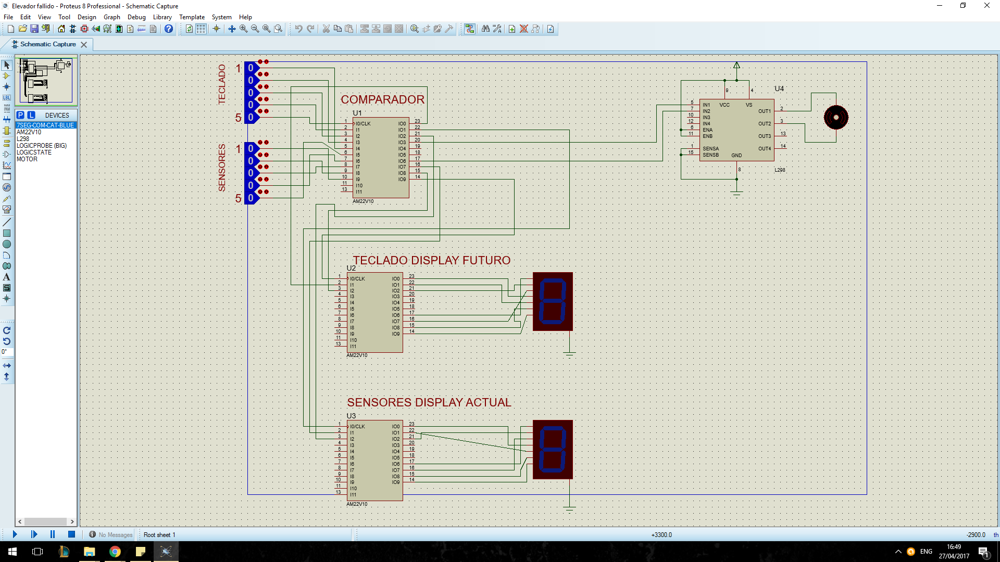 Elevador fallido - Proteus 8 Professional - Schematic Capture
File Edit View Tool Design Graph Debug Library Template System Help
Schematic Capture
P L DEVICES
7SEG-COM-CAT-BLUE
AM22V10
L298
LOGICPROBE (BIG)
LOGICSTATE
MOTOR
TECLADO
1
5
0
0
0
0
0
SENSORES
1
5
0
0
0
0
0
COMPARADOR
U1
1 I0/CLK IO0 23
2 I1 IO1 22
3 I2 IO2 21
4 I3 IO3 20
5 I4 IO4 19
6 I5 IO5 18
7 I6 IO6 17
8 I7 IO7 16
9 I8 IO8 15
10 I9 IO9 14
11 I10
13 I11
AM22V10
U4
9 4
5 IN1 VCC VS
7 IN2 OUT1 2
10 IN3
12 IN4 OUT2 3
6 ENA
11 ENB OUT3 13
1 SENSA OUT4 14
15 SENSB GND
8
L298
TECLADO DISPLAY FUTURO
U2
1 I0/CLK IO0 23
2 I1 IO1 22
3 I2 IO2 21
4 I3 IO3 20
5 I4 IO4 19
6 I5 IO5 18
7 I6 IO6 17
8 I7 IO7 16
9 I8 IO8 15
10 I9 IO9 14
11 I10
13 I11
AM22V10
SENSORES DISPLAY ACTUAL
U3
1 I0/CLK IO0 23
2 I1 IO1 22
3 I2 IO2 21
4 I3 IO3 20
5 I4 IO4 19
6 I5 IO5 18
7 I6 IO6 17
8 I7 IO7 16
9 I8 IO8 15
10 I9 IO9 14
11 I10
13 I11
AM22V10
LBL
A
S
0°
No Messages Root sheet 1 +3300.0 -2900.0 th
ENG 16:49
27/04/2017
1